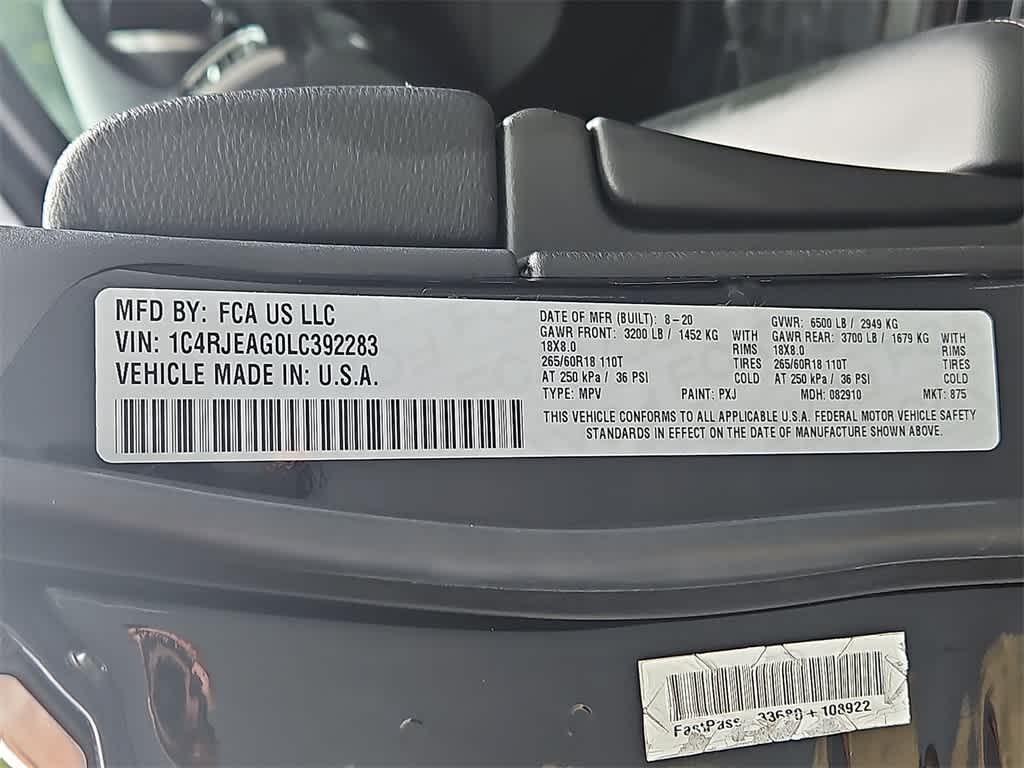 MFD BY: FCA US LLC
VIN: 1C4RJEAG0LC392283
VEHICLE MADE IN: U.S.A.
DATE OF MFR (BUILT): 8-20 GVWR: 6500 LB / 2949 KG
GAWR FRONT: 3200 LB / 1452 KG WITH GAWR REAR: 3700 LB / 1679 KG WITH
18X8.0 RIMS 18X8.0 RIMS
265/60R18 110T TIRES 265/60R18 110T TIRES
AT 250 kPa / 36 PSI COLD AT 250 kPa / 36 PSI COLD
TYPE: MPV PAINT: PXJ MDH: 082910 MKT: 875
THIS VEHICLE CONFORMS TO ALL APPLICABLE U.S.A. FEDERAL MOTOR VEHICLE SAFETY
STANDARDS IN EFFECT ON THE DATE OF MANUFACTURE SHOWN ABOVE.
FastPass 33680+108922